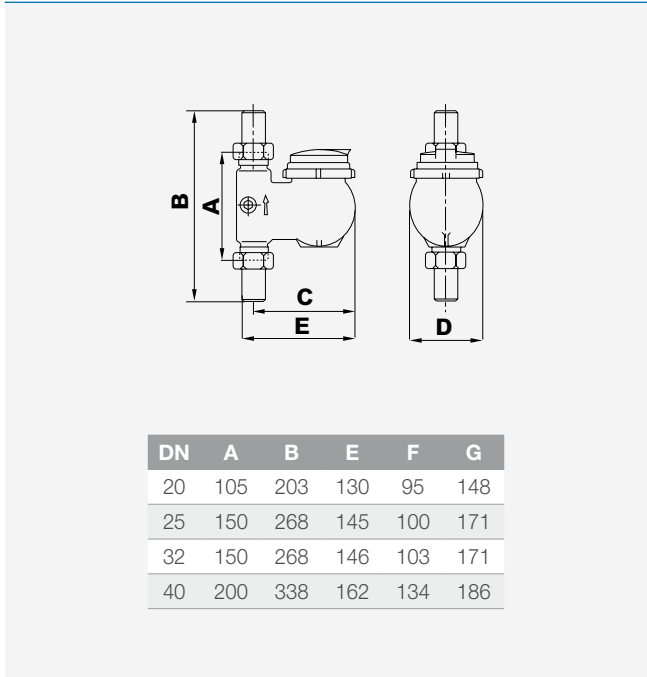 B
A
C
E
D
DN A B E F G
20 105 203 130 95 148
25 150 268 145 100 171
32 150 268 146 103 171
40 200 338 162 134 186